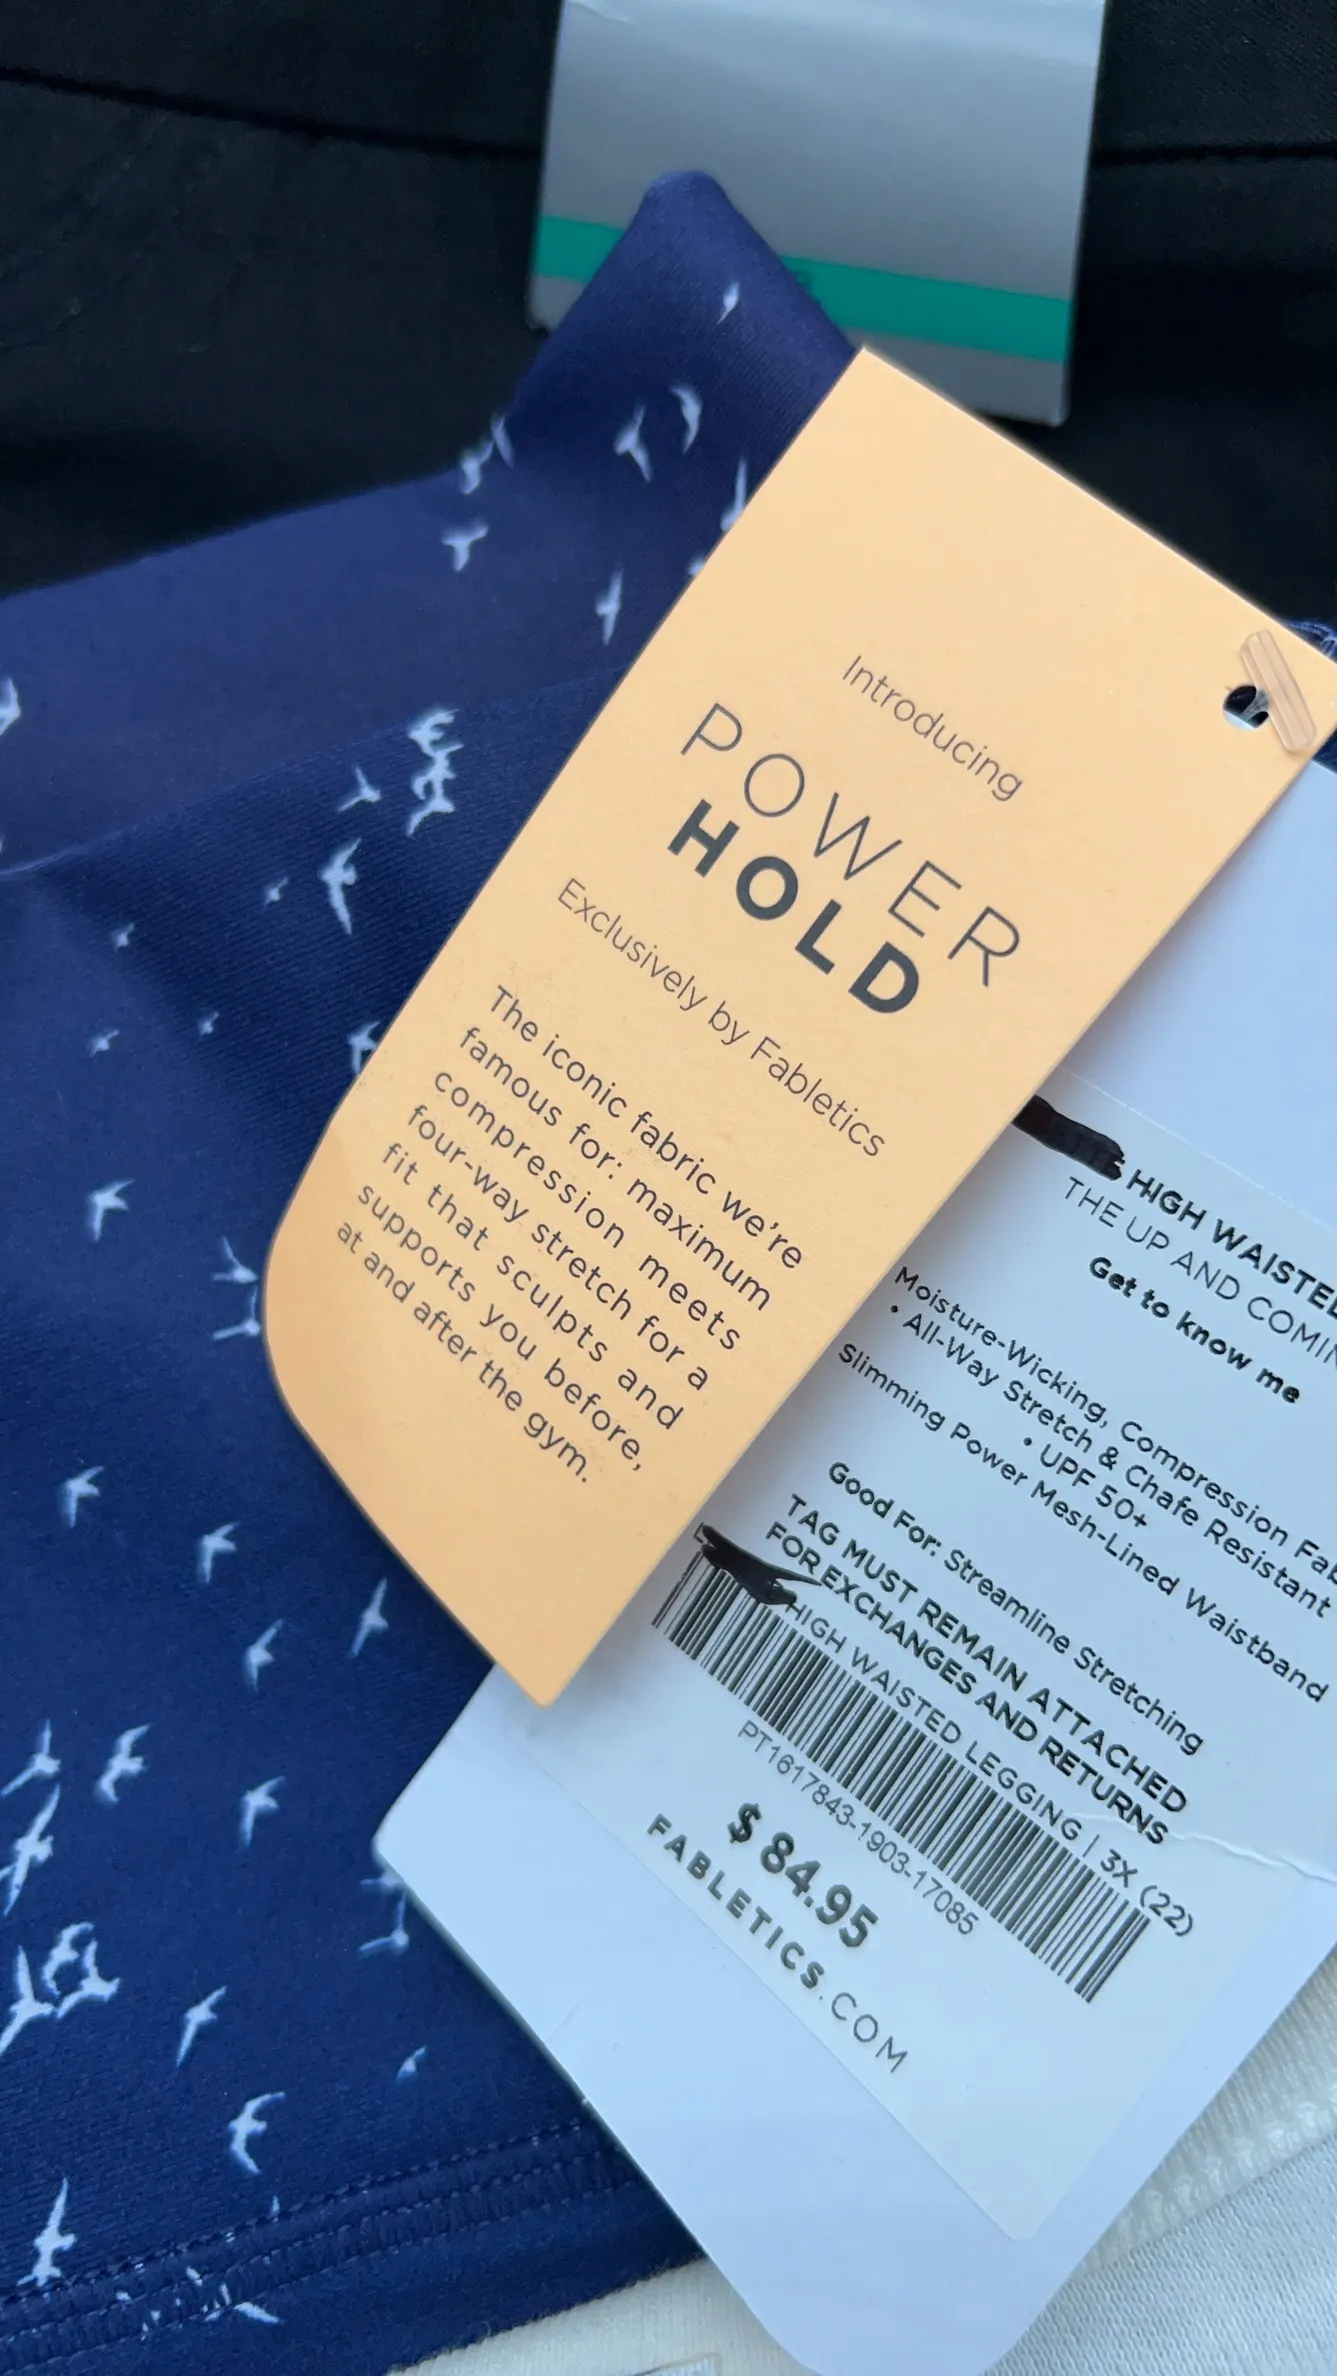 Introducing
POWER
HOLD
Exclusively by Fabletics
The iconic fabric we're
famous for: maximum
compression meets
four-way stretch for a
fit that sculpts and
supports you before,
at and after the gym.
HIGH WAISTED
THE UP AND COMIN
Get to know me
Moisture-Wicking, Compression Fab
• All-Way Stretch & Chafe Resistant
• UPF 50+
Slimming Power Mesh-Lined Waistband
Good For: Streamline Stretching
TAG MUST REMAIN ATTACHED
FOR EXCHANGES AND RETURNS
HIGH WAISTED LEGGING | 3X (22)
PT1617843-1903-17085
$ 84.95
FABLETICS.COM